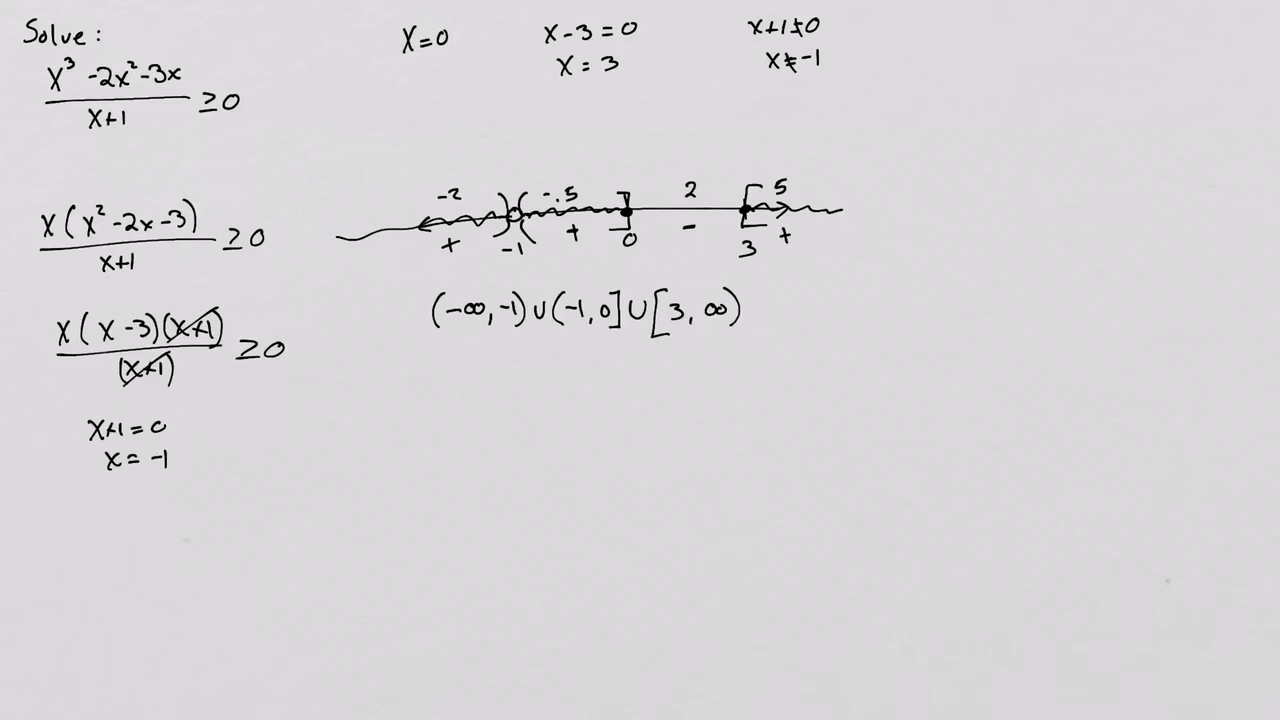 Solve:
x³ -2x² -3x
x+1
≥0
x(x² -2x -3)
x+1
≥0
x(x-3)(x+1)
(x+1)
≥0
x+1=0
x=-1
x=0
x-3=0
x=3
x+1≠0
x≠-1
-2 )( -.5 ] 2 [ 5
+ -1 + 0 - 3 +
(-∞,-1)∪(-1,0]∪[3,∞)